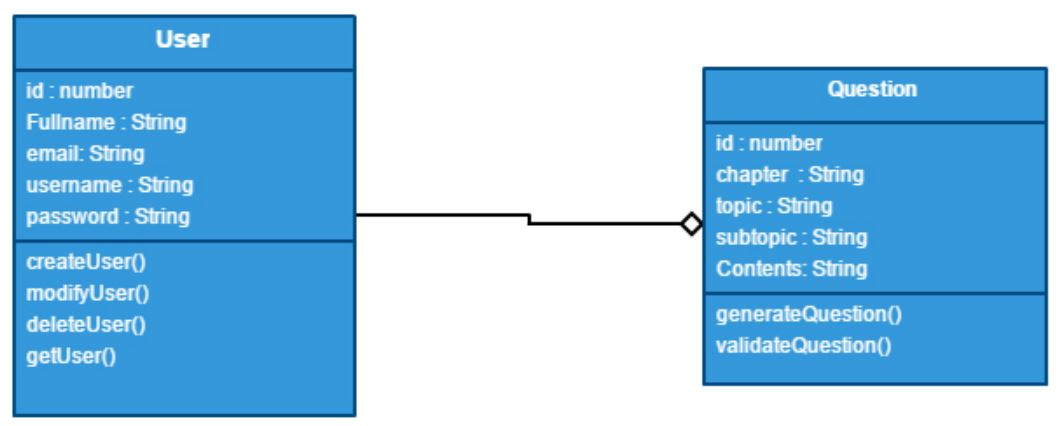 User
id : number
Fullname : String
email: String
username : String
password : String
createUser()
modifyUser()
deleteUser()
getUser()
Question
id : number
chapter : String
topic : String
subtopic : String
Contents: String
generateQuestion()
validateQuestion()